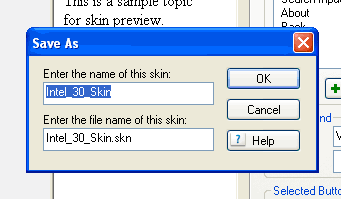 This is a sample topic
for skin preview.
About
Save As
Enter the name of this skin:
Intel_30_Skin
OK
Cancel
Enter the file name of this skin:
Intel_30_Skin.skn
? Help
Selected Butto